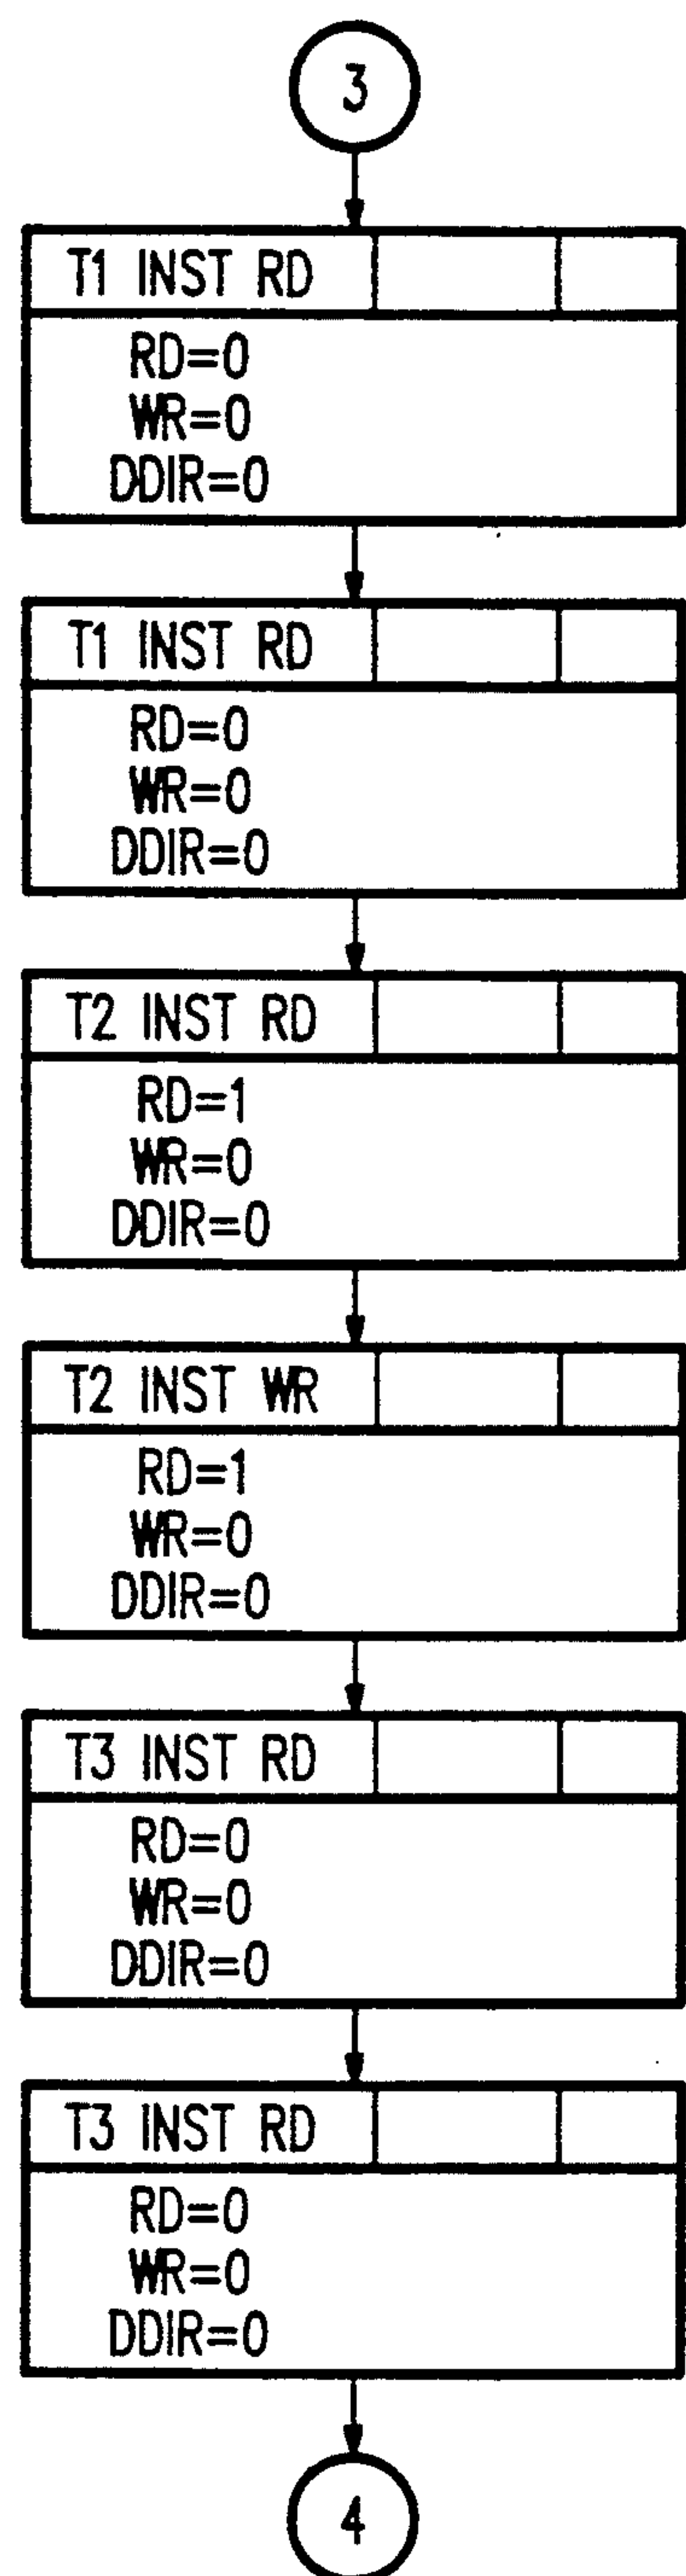 3
T1 INST RD
RD=0
WR=0
DDIR=0
T1 INST RD
RD=0
WR=0
DDIR=0
T2 INST RD
RD=1
WR=0
DDIR=0
T2 INST WR
RD=1
WR=0
DDIR=0
T3 INST RD
RD=0
WR=0
DDIR=0
T3 INST RD
RD=0
WR=0
DDIR=0
4